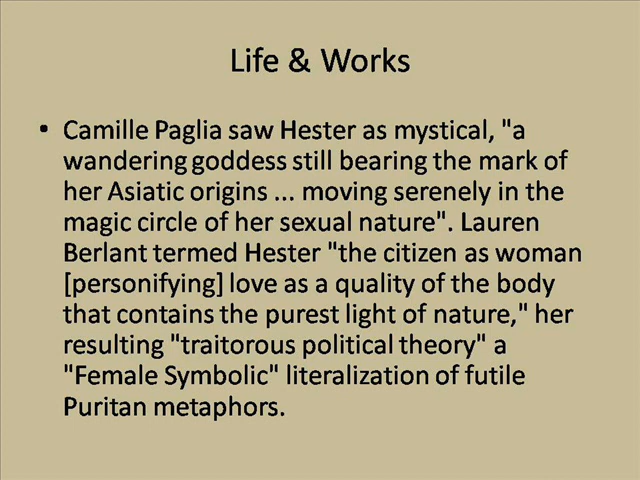 Life & Works
• Camille Paglia saw Hester as mystical, "a
wandering goddess still bearing the mark of
her Asiatic origins ... moving serenely in the
magic circle of her sexual nature". Lauren
Berlant termed Hester "the citizen as woman
[personifying] love as a quality of the body
that contains the purest light of nature," her
resulting "traitorous political theory" a
"Female Symbolic" literalization of futile
Puritan metaphors.